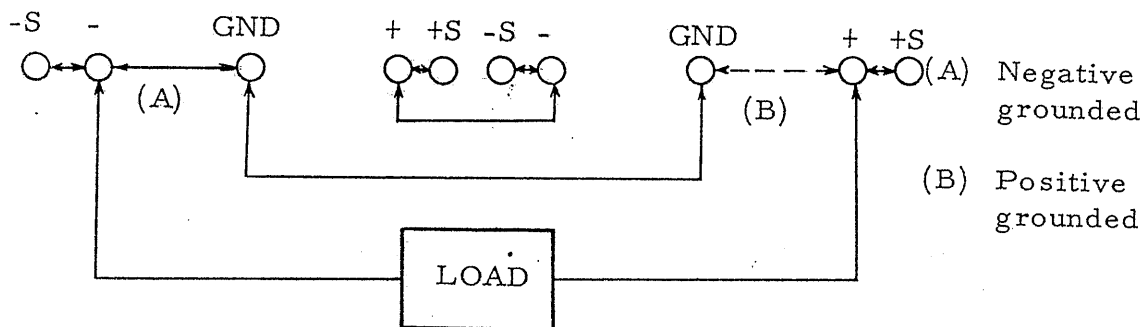 -S - GND + +S -S - GND + +S
(A) (B) (A) Negative
grounded
(B) Positive
grounded
LOAD